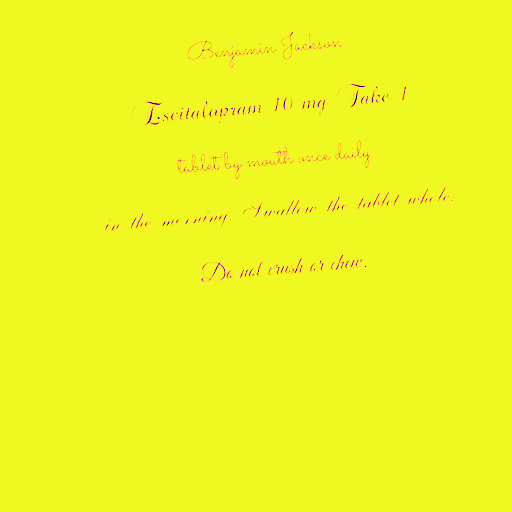 Benjamin Jackson
Escitalopram 10 mg Take 1
tablet by mouth once daily
in the morning. Swallow the tablet whole.
Do not crush or chew.